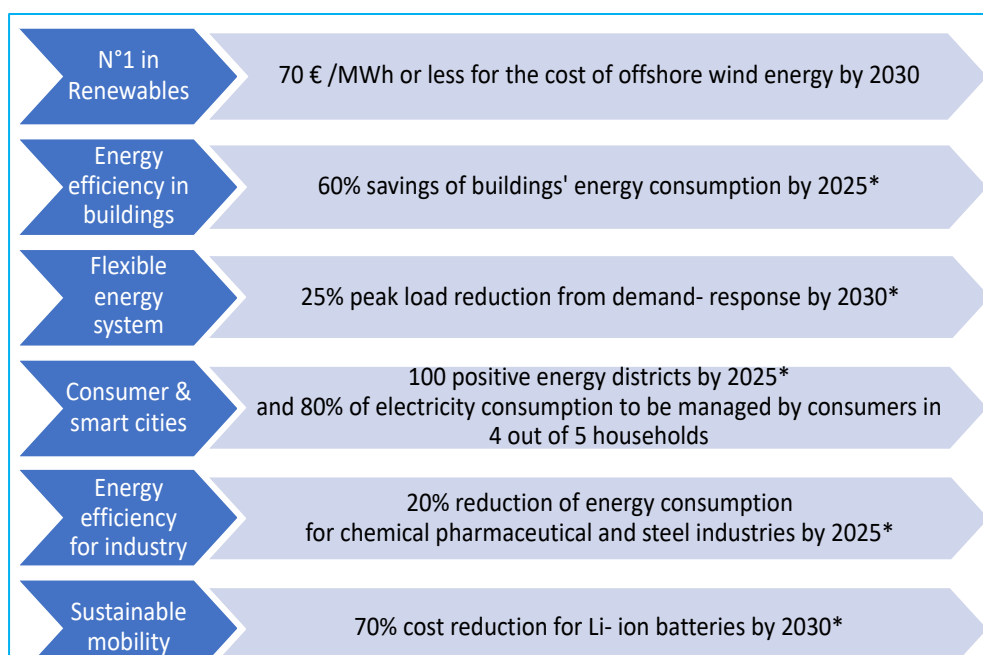 N°1 in
Renewables
70 € /MWh or less for the cost of offshore wind energy by 2030
Energy
efficiency in
buildings
60% savings of buildings' energy consumption by 2025*
Flexible
energy
system
25% peak load reduction from demand- response by 2030*
Consumer &
smart cities
100 positive energy districts by 2025*
and 80% of electricity consumption to be managed by consumers in
4 out of 5 households
Energy
efficiency
for industry
20% reduction of energy consumption
for chemical pharmaceutical and steel industries by 2025*
Sustainable
mobility
70% cost reduction for Li- ion batteries by 2030*